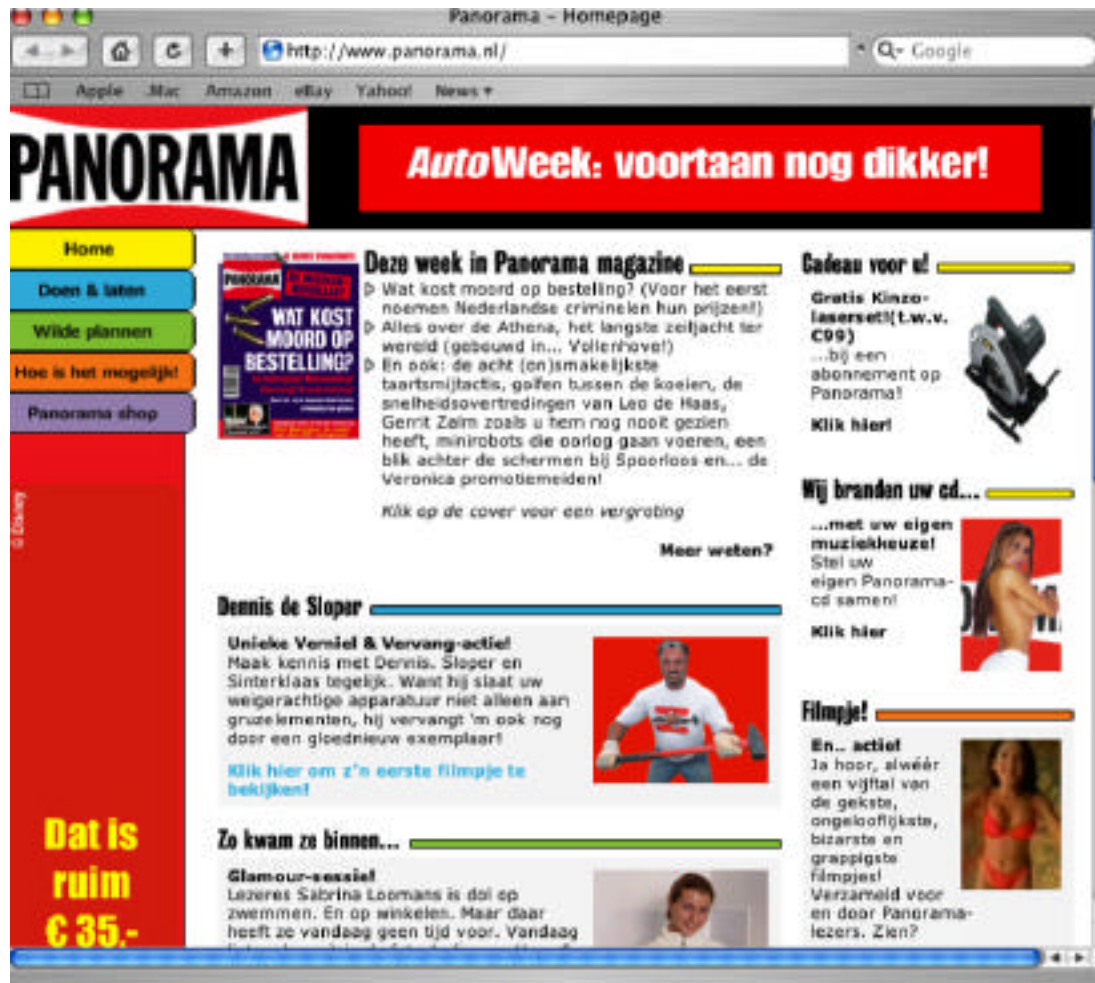 Panorama – Homepage
http://www.panorama.nl/
Google
Apple .Mac Amazon eBay Yahoo! News
PANORAMA
AutoWeek: voortaan nog dikker!
Home
Doen & laten
Wilde plannen
Hoe is het mogelijk!
Panorama shop
© Disney
Dat is
ruim
€ 35.-
PANORAMA
WAT KOST
MOORD OP
BESTELLING?
Deze week in Panorama magazine
Wat kost moord op bestelling? (Voor het eerst
noemen Nederlandse criminelen hun prijzen!)
Alles over de Athena, het langste zeiljacht ter
wereld (gebouwd in... Vollenhove!)
En ook: de acht (on)smakelijkste
taartsmijtactis, golfen tussen de koeien, de
snelheidsovertredingen van Leo de Haas,
Gerrit Zalm zoals u hem nog nooit gezien
heeft, minirobots die oorlog gaan voeren, een
blik achter de schermen bij Spoorloos en... de
Veronica promotiemeiden!
Klik op de cover voor een vergroting
Meer weten?
Dennis de Sloper
Unieke Verniel & Vervang-actie!
Maak kennis met Dennis. Sloper en
Sinterklaas tegelijk. Want hij slaat uw
weigerachtige apparatuur niet alleen aan
gruzelementen, hij vervangt 'm ook nog
door een gloednieuw exemplaar!
Klik hier om z'n eerste filmpje te
bekijken!
Zo kwam ze binnen...
Glamour-sessie!
Lezeres Sabrina Loomans is dol op
zwemmen. En op winkelen. Maar daar
heeft ze vandaag geen tijd voor. Vandaag
Cadeau voor u!
Gratis Kinzo-
laserset!(t.w.v.
€99)
...bij een
abonnement op
Panorama!
Klik hier!
Wij branden uw cd...
...met uw eigen
muziekkeuze!
Stel uw
eigen Panorama-
cd samen!
Klik hier
Filmpje!
En.. actie!
Ja hoor, alwéér
een vijftal van
de gekste,
ongelooflijkste,
bizarste en
grappigste
filmpjes!
Verzameld voor
en door Panorama-
lezers. Zien?